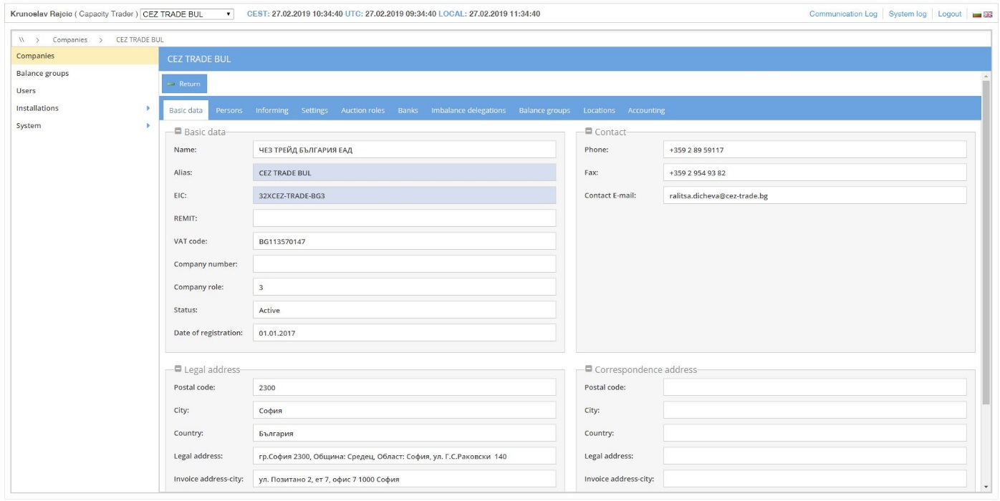 Krunoslav Rajcic ( Capacity Trader ) CEZ TRADE BUL CEST: 27.02.2019 10:34:40 UTC: 27.02.2019 09:34:40 LOCAL: 27.02.2019 11:34:40 Communication Log System log Logout
\\ > Companies > CEZ TRADE BUL
Companies
Balance groups
Users
Installations
System
CEZ TRADE BUL
Return
Basic data Persons Informing Settings Auction roles Banks Imbalance delegations Balance groups Locations Accounting
Basic data
Name: ЧЕЗ ТРЕЙД БЪЛГАРИЯ ЕАД
Alias: CEZ TRADE BUL
EIC: 32XCEZ-TRADE-BG3
REMIT:
VAT code: BG113570147
Company number:
Company role: 3
Status: Active
Date of registration: 01.01.2017
Contact
Phone: +359 2 89 59117
Fax: +359 2 954 93 82
Contact E-mail: ralitsa.dicheva@cez-trade.bg
Legal address
Postal code: 2300
City: София
Country: България
Legal address: гр.София 2300, Община: Средец, Област: София, ул. Г.С.Раковски 140
Invoice address-city: ул. Позитано 2, ет 7, офис 7 1000 София
Correspondence address
Postal code:
City:
Country:
Legal address:
Invoice address-city: